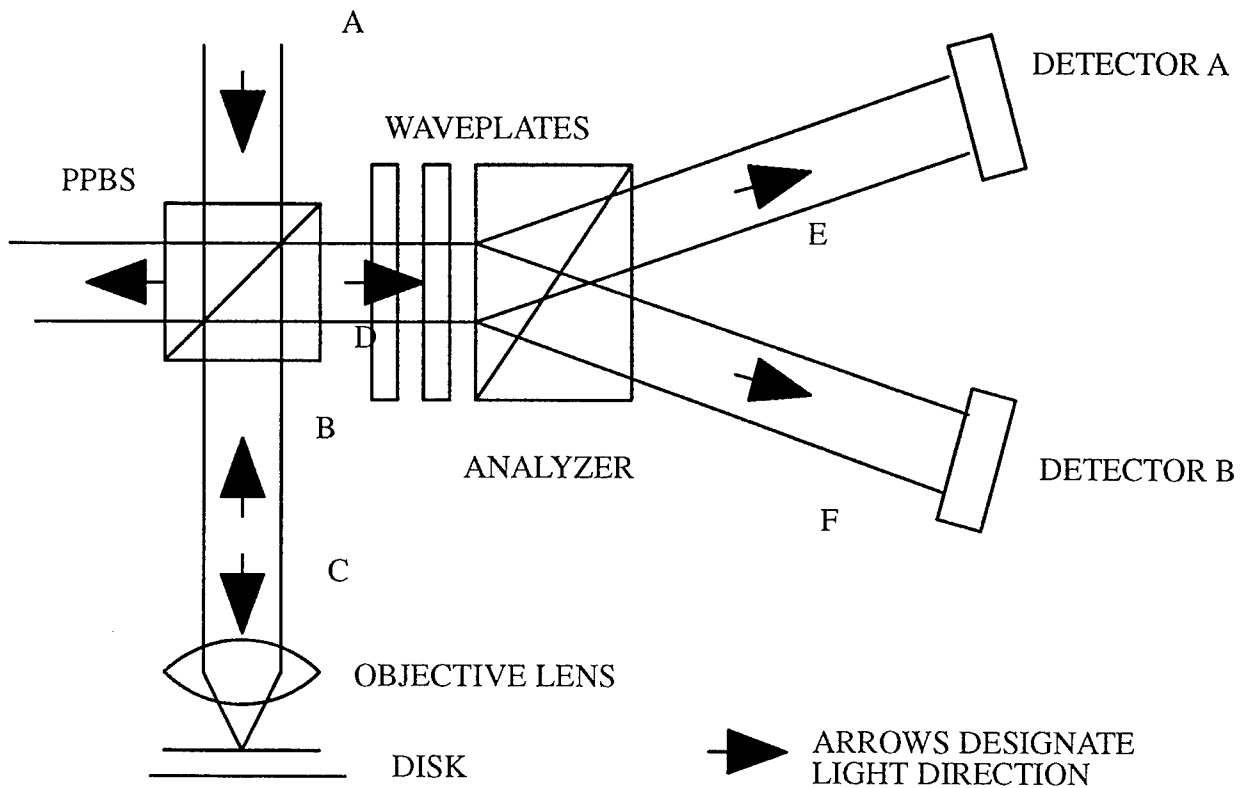 A
DETECTOR A
WAVEPLATES
PPBS
E
D
B
ANALYZER
DETECTOR B
F
C
OBJECTIVE LENS
DISK
ARROWS DESIGNATE
LIGHT DIRECTION